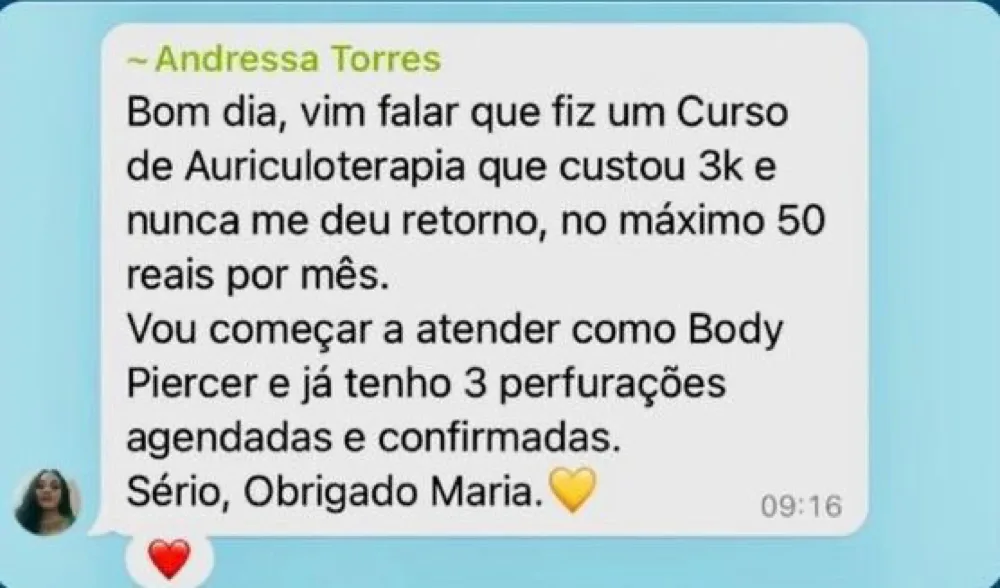 ~Andressa Torres
Bom dia, vim falar que fiz um Curso
de Auriculoterapia que custou 3k e
nunca me deu retorno, no máximo 50
reais por mês.
Vou começar a atender como Body
Piercer e já tenho 3 perfurações
agendadas e confirmadas.
Sério, Obrigado Maria.💛
09:16